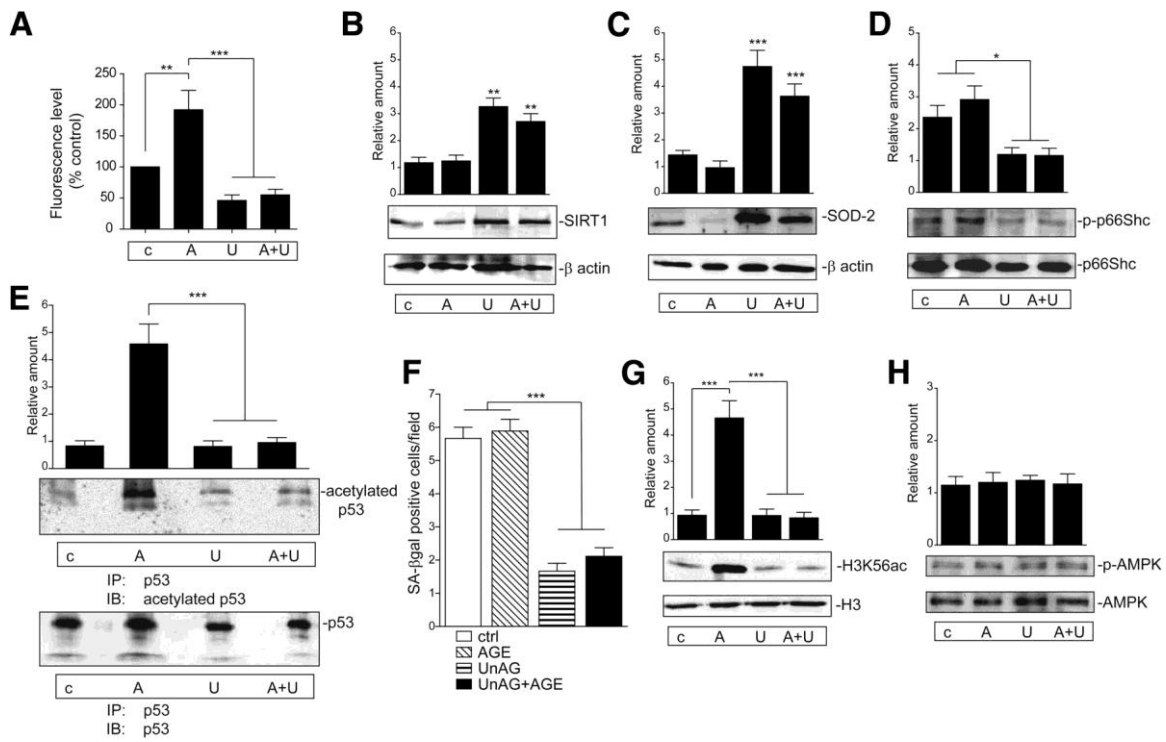 A
Fluorescence level
(% control)
250
200
150
100
50
0
**
***
c A U A+U
B
Relative amount
6
5
4
3
2
1
0
**
**
-SIRT1
-β actin
c A U A+U
C
Relative amount
6
5
4
3
2
1
0
***
***
-SOD-2
-β actin
c A U A+U
D
Relative amount
5
4
3
2
1
0
*
-p-p66Shc
-p66Shc
c A U A+U
E
Relative amount
6
5
4
3
2
1
0
***
-acetylated
p53
c A U A+U
IP: p53
IB: acetylated p53
-p53
c A U A+U
IP: p53
IB: p53
F
SA-βgal positive cells/field
7
6
5
4
3
2
1
0
***
ctrl
AGE
UnAG
UnAG+AGE
G
Relative amount
6
5
4
3
2
1
0
***
***
-H3K56ac
-H3
c A U A+U
H
Relative amount
3
2
1
0
-p-AMPK
-AMPK
c A U A+U